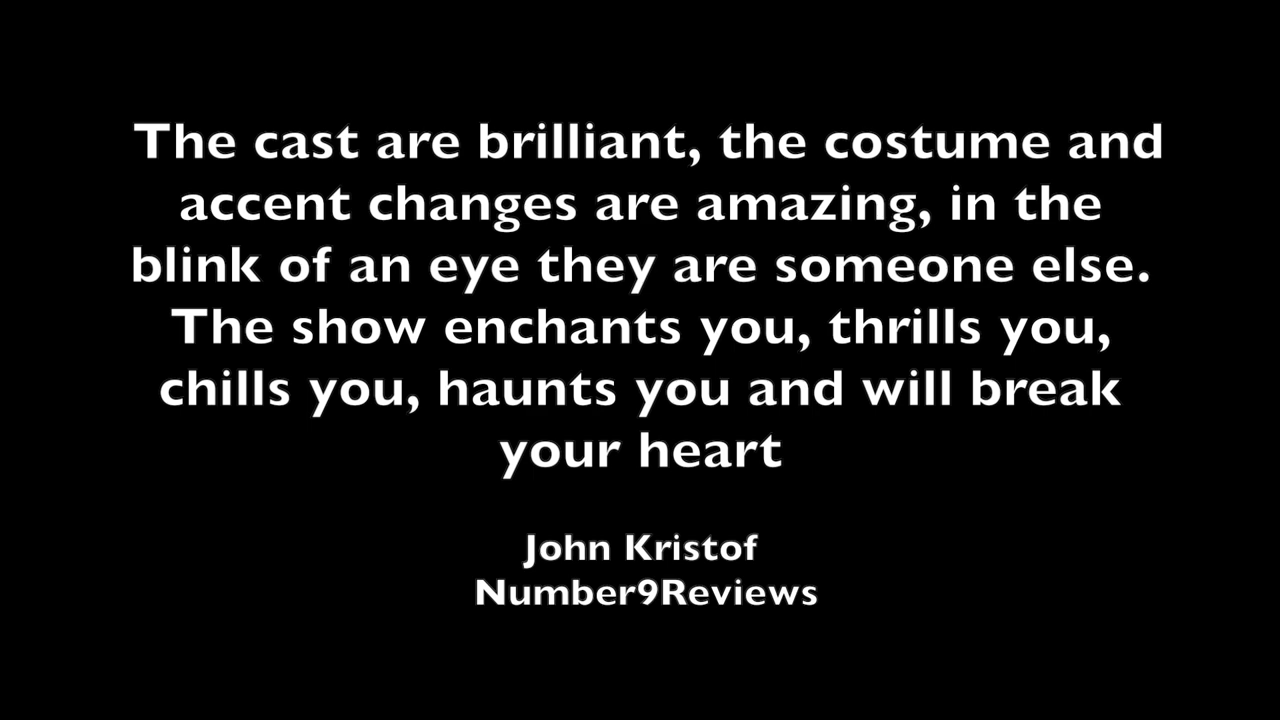 The cast are brilliant, the costume and
accent changes are amazing, in the
blink of an eye they are someone else.
The show enchants you, thrills you,
chills you, haunts you and will break
your heart
John Kristof
Number9Reviews